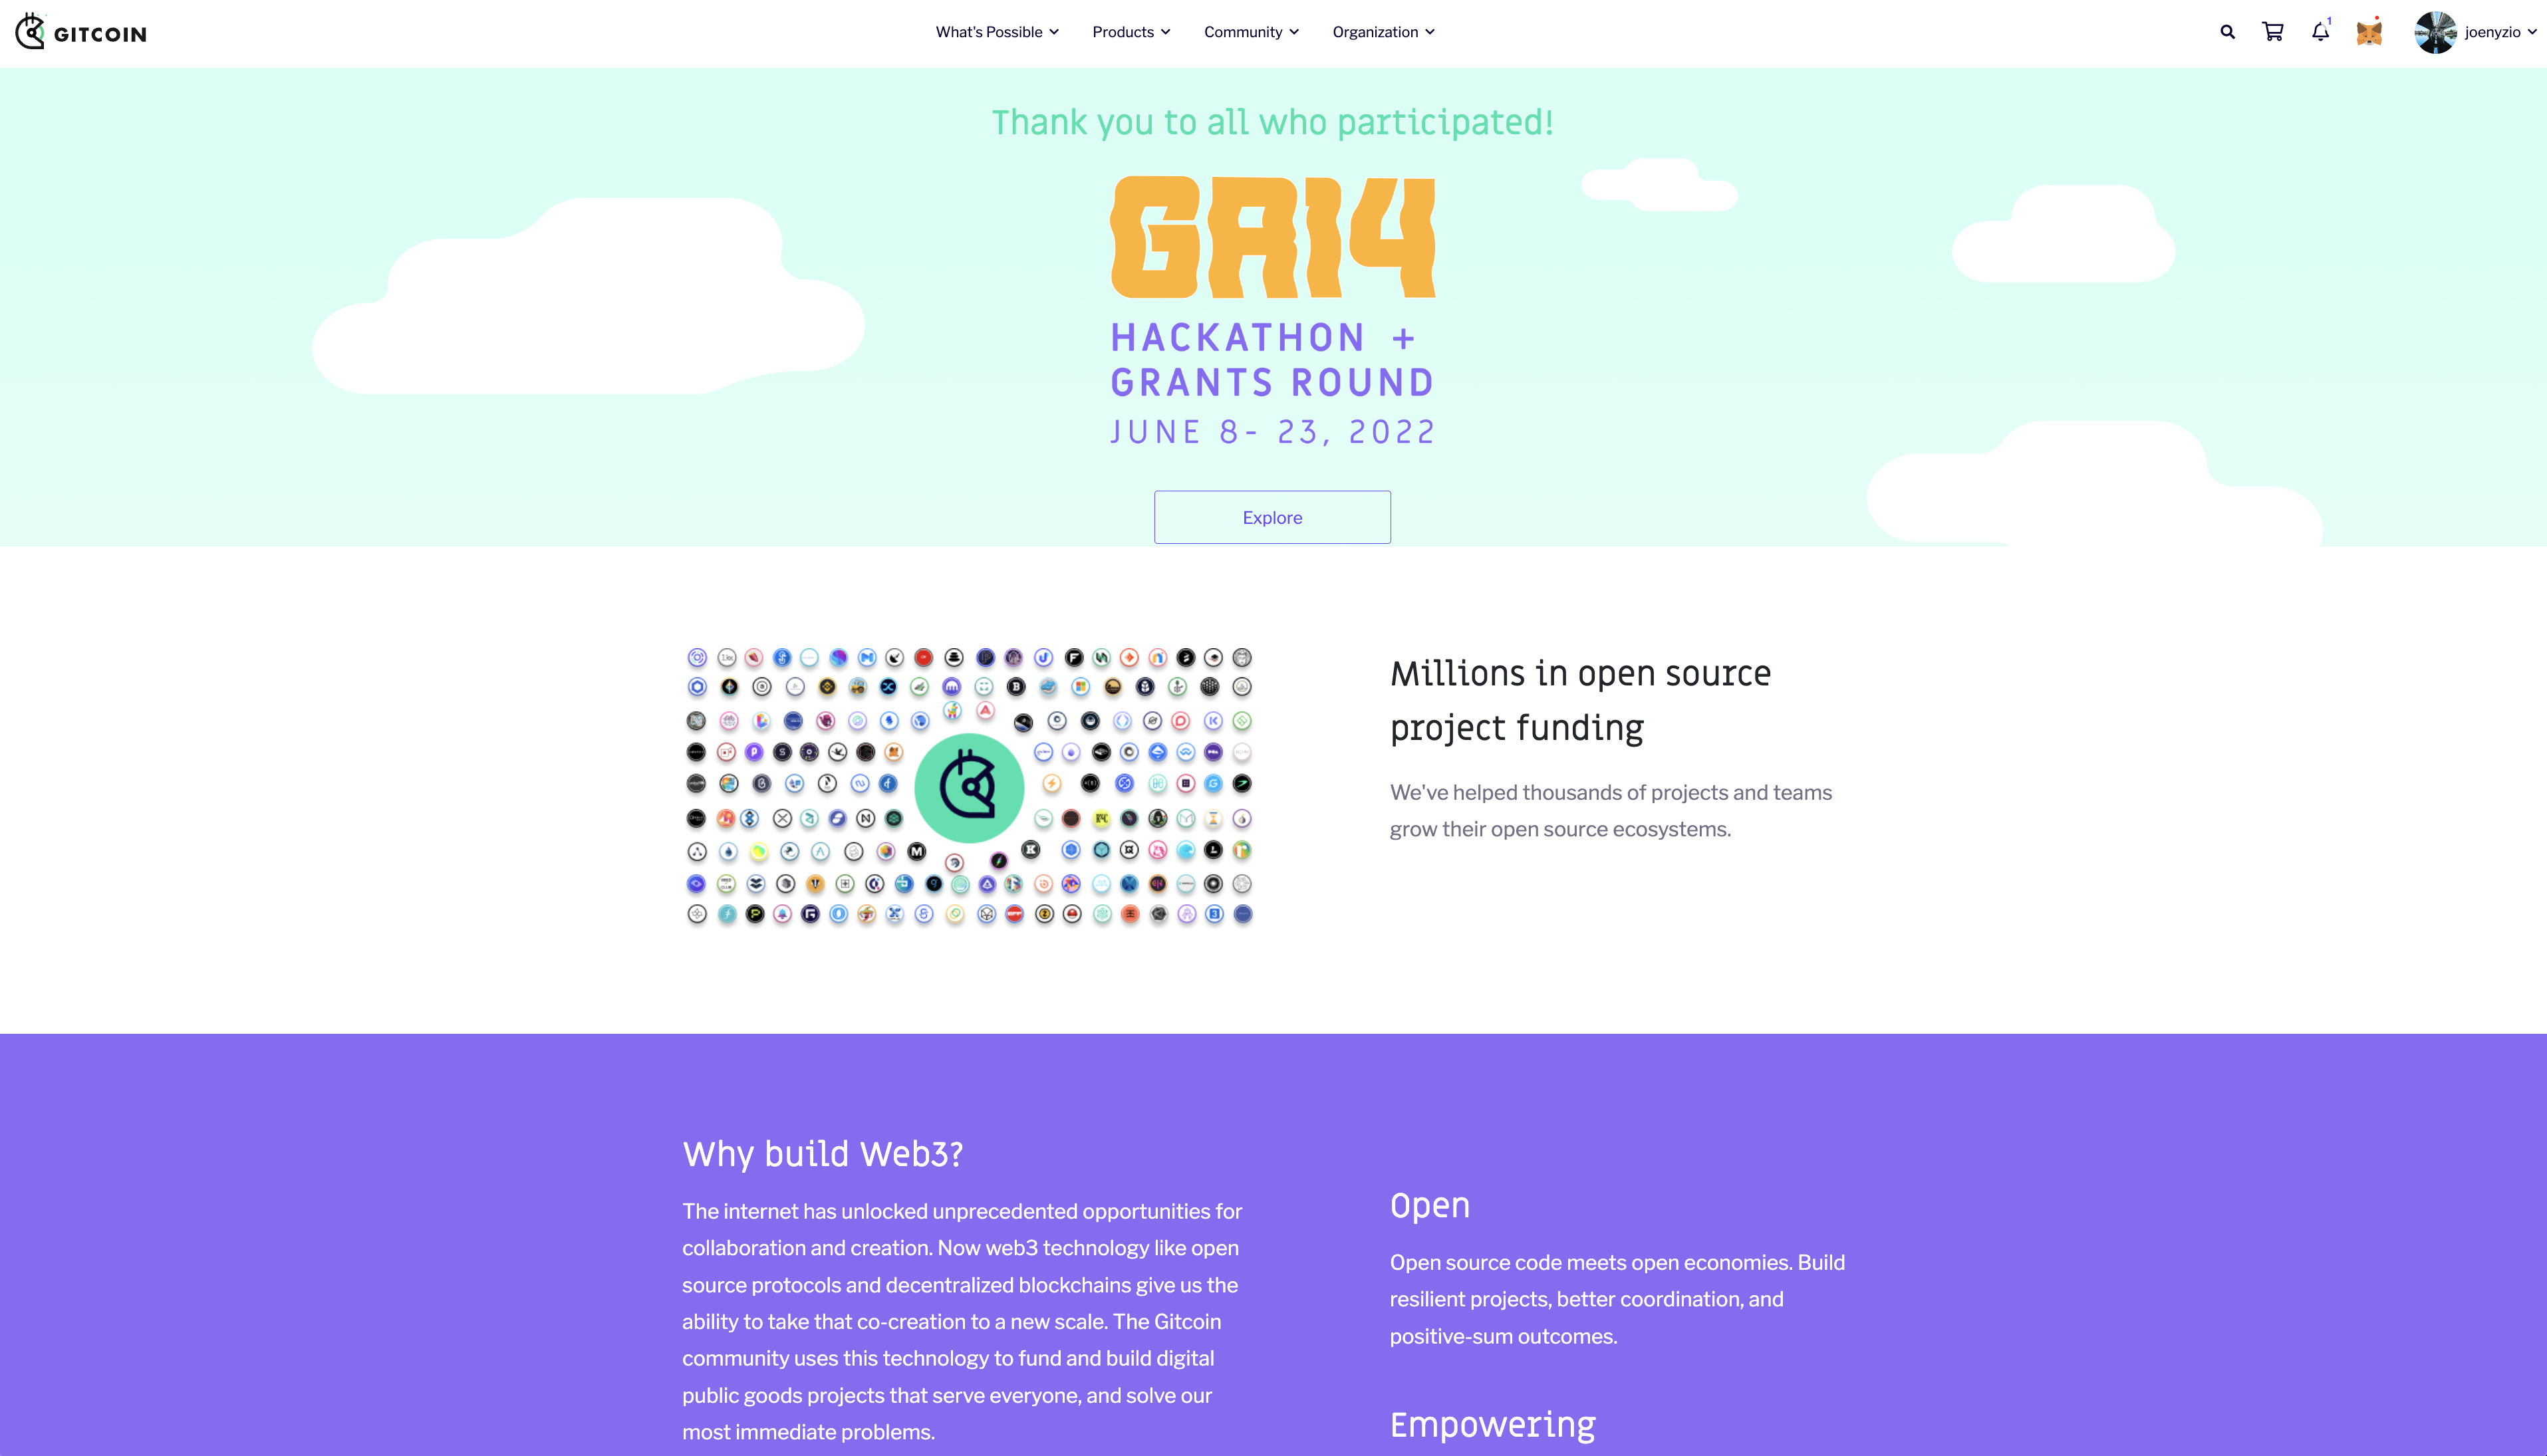 GITCOIN
What's Possible
Products
Community
Organization
1
joenyzio
Thank you to all who participated!
GR14
HACKATHON +
GRANTS ROUND
JUNE 8- 23, 2022
Explore
Millions in open source
project funding
We've helped thousands of projects and teams
grow their open source ecosystems.
Why build Web3?
The internet has unlocked unprecedented opportunities for
collaboration and creation. Now web3 technology like open
source protocols and decentralized blockchains give us the
ability to take that co-creation to a new scale. The Gitcoin
community uses this technology to fund and build digital
public goods projects that serve everyone, and solve our
most immediate problems.
Open
Open source code meets open economies. Build
resilient projects, better coordination, and
positive-sum outcomes.
Empowering